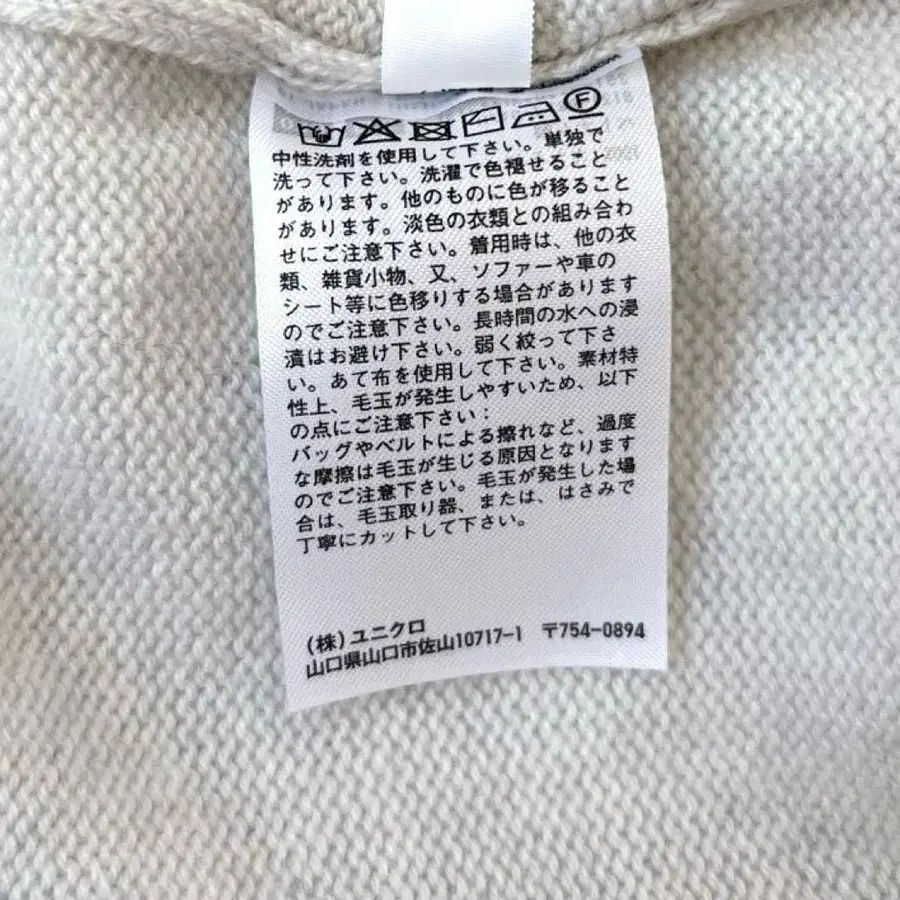 F
中性洗剤を使用して下さい。単独で
洗って下さい。洗濯で色褪せること
があります。他のものに色が移ること
があります。淡色の衣類との組み合わ
せにご注意下さい。着用時は、他の衣
類、雑貨小物、又、ソファーや車の
シート等に色移りする場合があります
のでご注意下さい。長時間の水への浸
漬はお避け下さい。弱く絞って下さ
い。あて布を使用して下さい。素材特
性上、毛玉が発生しやすいため、以下
の点にご注意下さい：
バッグやベルトによる擦れなど、過度
な摩擦は毛玉が生じる原因となります
のでご注意下さい。毛玉が発生した場
合は、毛玉取り器、または、はさみで
丁寧にカットして下さい。
(株)ユニクロ
山口県山口市佐山10717-1 〒754-0894